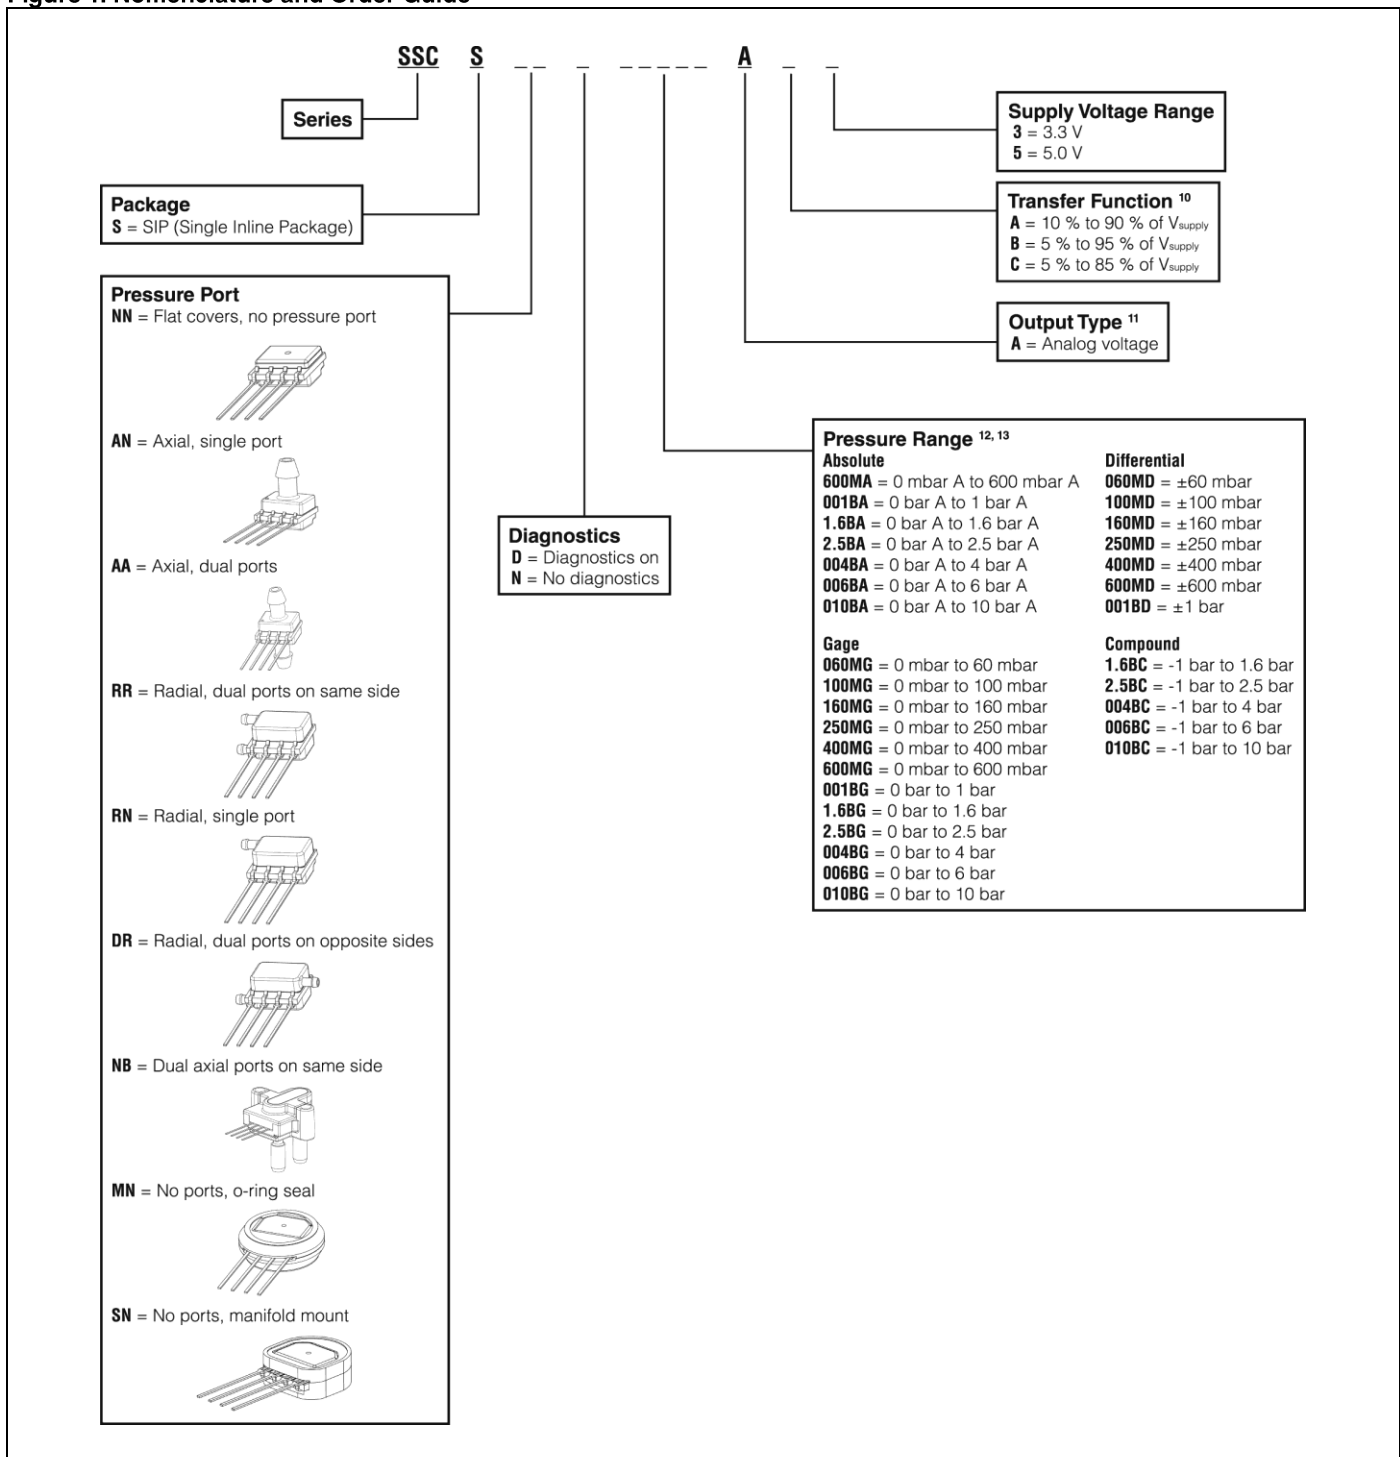 Figure 1. Nomenclature and Order Guide
SSC S _ _ _ _ _ _ _ _ A _ _
Series
Package
S = SIP (Single Inline Package)
Pressure Port
NN = Flat covers, no pressure port
AN = Axial, single port
AA = Axial, dual ports
RR = Radial, dual ports on same side
RN = Radial, single port
DR = Radial, dual ports on opposite sides
NB = Dual axial ports on same side
MN = No ports, o-ring seal
SN = No ports, manifold mount
Diagnostics
D = Diagnostics on
N = No diagnostics
Supply Voltage Range
3 = 3.3 V
5 = 5.0 V
Transfer Function 10
A = 10 % to 90 % of Vsupply
B = 5 % to 95 % of Vsupply
C = 5 % to 85 % of Vsupply
Output Type 11
A = Analog voltage
Pressure Range 12, 13
Absolute
600MA = 0 mbar A to 600 mbar A
001BA = 0 bar A to 1 bar A
1.6BA = 0 bar A to 1.6 bar A
2.5BA = 0 bar A to 2.5 bar A
004BA = 0 bar A to 4 bar A
006BA = 0 bar A to 6 bar A
010BA = 0 bar A to 10 bar A
Gage
060MG = 0 mbar to 60 mbar
100MG = 0 mbar to 100 mbar
160MG = 0 mbar to 160 mbar
250MG = 0 mbar to 250 mbar
400MG = 0 mbar to 400 mbar
600MG = 0 mbar to 600 mbar
001BG = 0 bar to 1 bar
1.6BG = 0 bar to 1.6 bar
2.5BG = 0 bar to 2.5 bar
004BG = 0 bar to 4 bar
006BG = 0 bar to 6 bar
010BG = 0 bar to 10 bar
Differential
060MD = ±60 mbar
100MD = ±100 mbar
160MD = ±160 mbar
250MD = ±250 mbar
400MD = ±400 mbar
600MD = ±600 mbar
001BD = ±1 bar
Compound
1.6BC = -1 bar to 1.6 bar
2.5BC = -1 bar to 2.5 bar
004BC = -1 bar to 4 bar
006BC = -1 bar to 6 bar
010BC = -1 bar to 10 bar